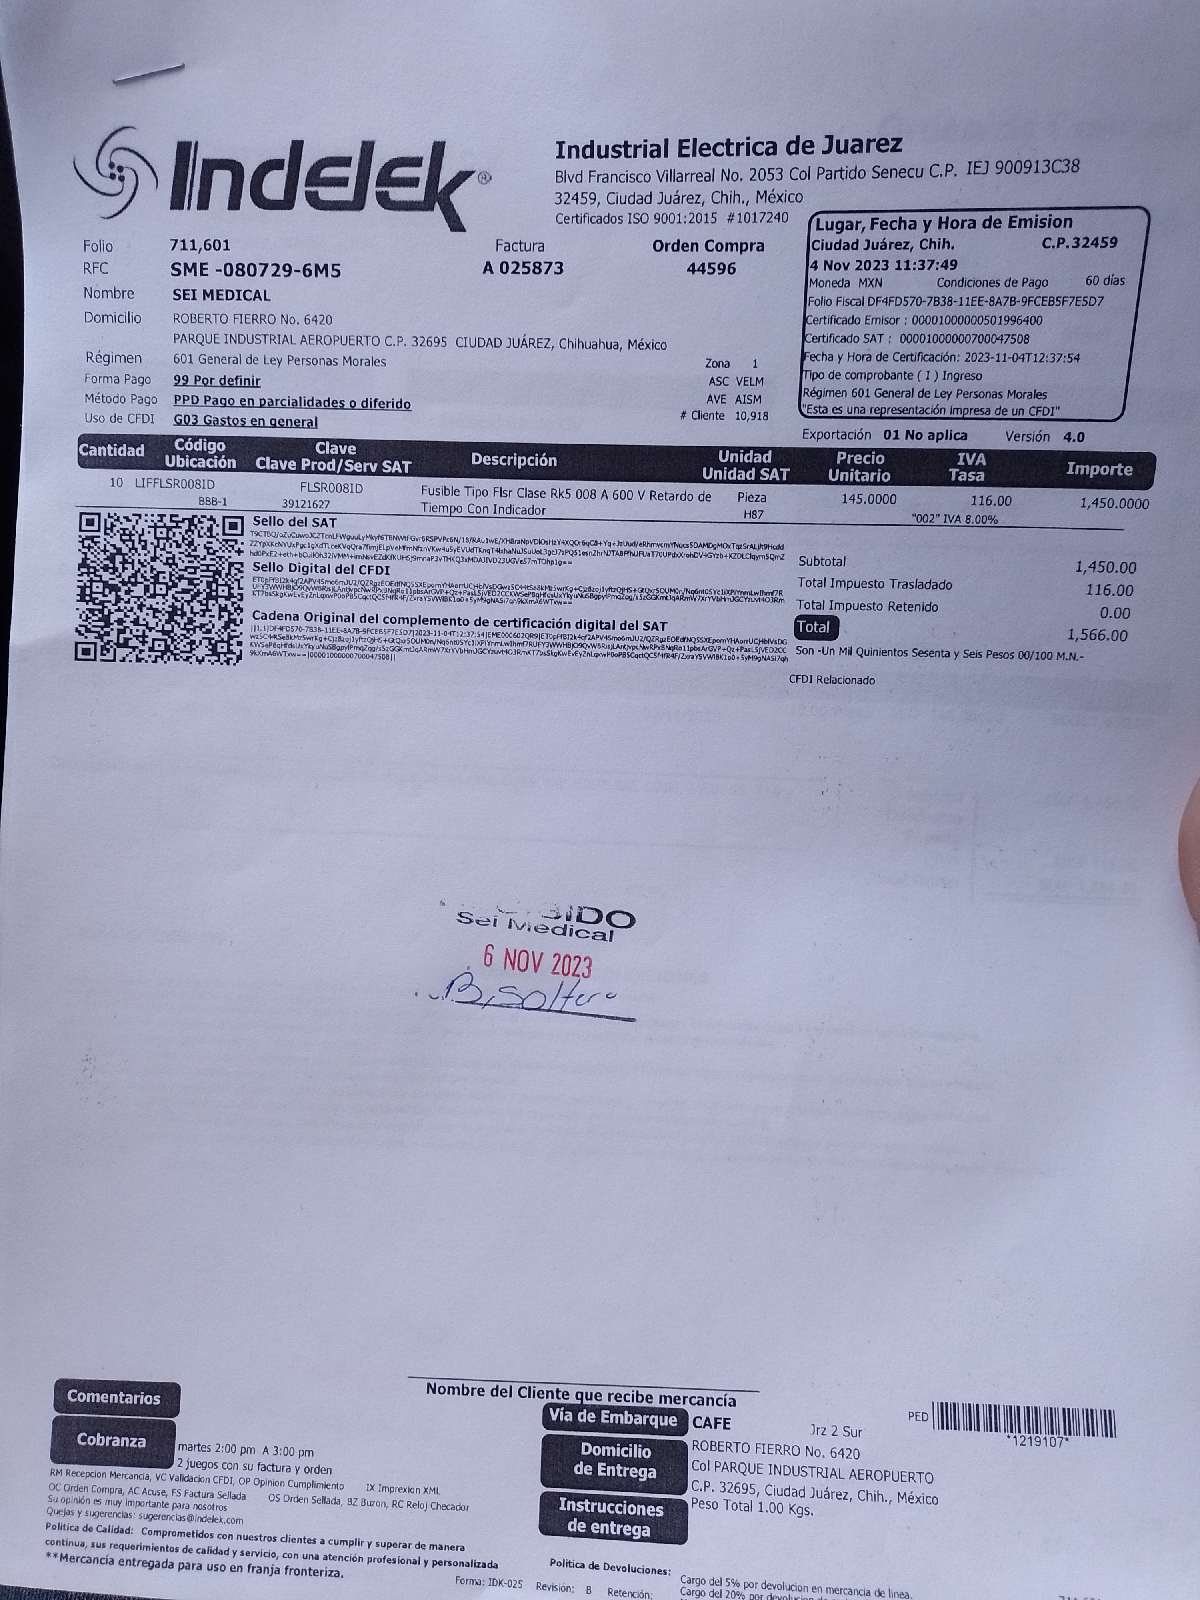 Indelek®
Industrial Electrica de Juarez
Blvd Francisco Villarreal No. 2053 Col Partido Senecu C.P. IEJ 900913C38
32459, Ciudad Juárez, Chih., México
Certificados ISO 9001:2015 #1017240
Lugar, Fecha y Hora de Emision
Ciudad Juárez, Chih. C.P.32459
4 Nov 2023 11:37:49
Moneda MXN Condiciones de Pago 60 días
Folio Fiscal DF4FD570-7B38-11EE-8A7B-9FCEB5F7E5D7
Certificado Emisor : 00001000000501996400
Certificado SAT : 00001000000700047508
Fecha y Hora de Certificación: 2023-11-04T12:37:54
Tipo de comprobante ( I ) Ingreso
Régimen 601 General de Ley Personas Morales
"Esta es una representación impresa de un CFDI"
Folio 711,601 Factura Orden Compra
RFC SME -080729-6M5 A 025873 44596
Nombre SEI MEDICAL
Domicilio ROBERTO FIERRO No. 6420
PARQUE INDUSTRIAL AEROPUERTO C.P. 32695 CIUDAD JUÁREZ, Chihuahua, México
Régimen 601 General de Ley Personas Morales Zona 1
Forma Pago 99 Por definir ASC VELM
Método Pago PPD Pago en parcialidades o diferido AVE AISM
Uso de CFDI G03 Gastos en general # Cliente 10,918
Exportación 01 No aplica Versión 4.0
Cantidad Código Ubicación Clave Clave Prod/Serv SAT Descripción Unidad Unidad SAT Precio Unitario IVA Tasa Importe
10 LIFFLSR008ID FLSR008ID Fusible Tipo Flsr Clase Rk5 008 A 600 V Retardo de Pieza 145.0000 116.00 1,450.0000
BBB-1 39121627 Tiempo Con Indicador H87 "002" IVA 8.00%
Sello del SAT
Sello Digital del CFDI
Cadena Original del complemento de certificación digital del SAT
Subtotal 1,450.00
Total Impuesto Trasladado 116.00
Total Impuesto Retenido 0.00
Total 1,566.00
Son -Un Mil Quinientos Sesenta y Seis Pesos 00/100 M.N.-
CFDI Relacionado
Sei Medical
6 NOV 2023
Nombre del Cliente que recibe mercancía
Comentarios
Cobranza
martes 2:00 pm A 3:00 pm
2 juegos con su factura y orden
RM Recepcion Mercancia, VC Validacion CFDI, OP Opinion Cumplimiento IX Imprexion XML
OC Orden Compra, AC Acuse, FS Factura Sellada OS Orden Sellada, BZ Buzon, RC Reloj Checador
Su opinión es muy importante para nosotros
Quejas y sugerencias: sugerencias@indelek.com
Politica de Calidad: Comprometidos con nuestros clientes a cumplir y superar de manera
continua, sus requerimientos de calidad y servicio, con una atención profesional y personalizada
**Mercancía entregada para uso en franja fronteriza.
Vía de Embarque CAFE Jrz 2 Sur
PED *1219107*
Domicilio de Entrega
ROBERTO FIERRO No. 6420
Col PARQUE INDUSTRIAL AEROPUERTO
C.P. 32695, Ciudad Juárez, Chih., México
Peso Total 1.00 Kgs.
Instrucciones de entrega
Forma: IDK-025 Revisión: B Retención:
Politica de Devoluciones:
Cargo del 5% por devolucion en mercancia de linea.
Cargo del 20% por